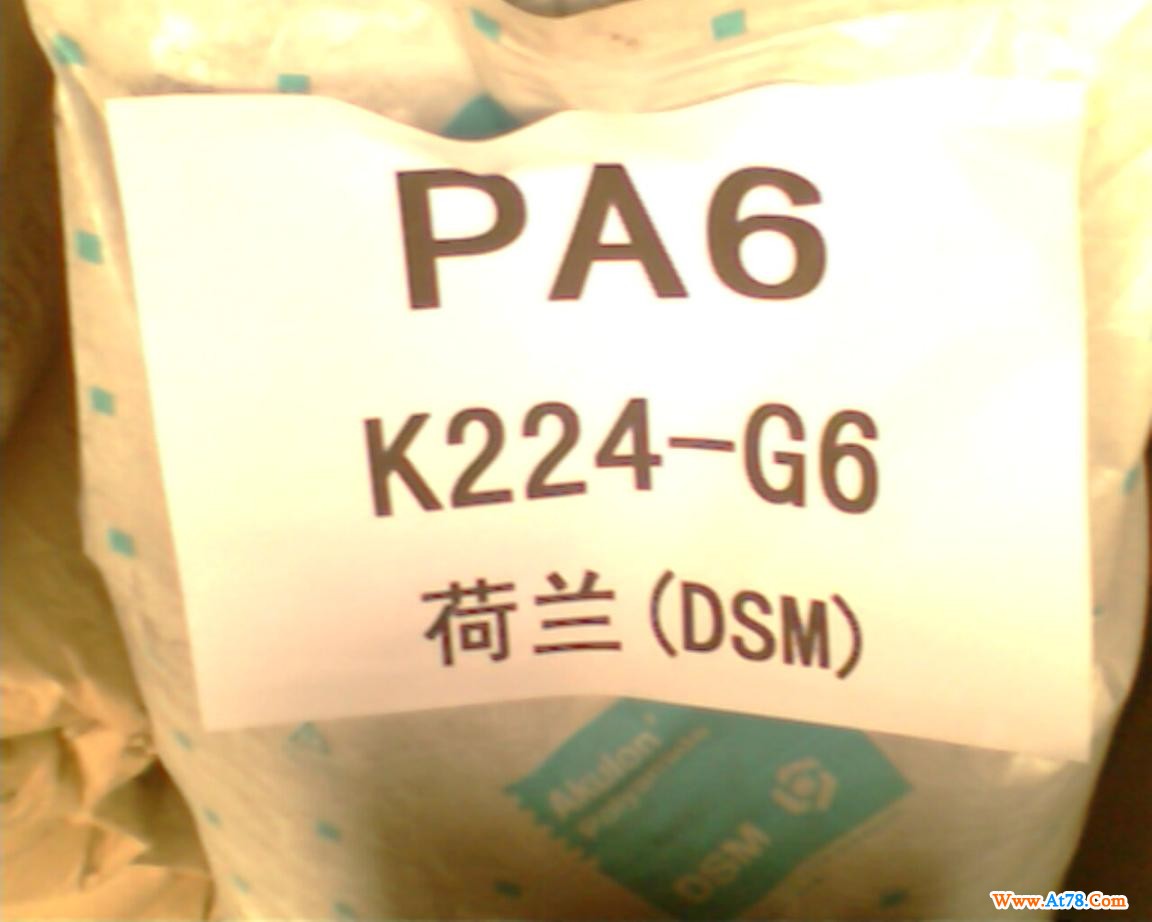 PA6
K224-G6
荷兰(DSM)
Akulon
DSM
Www.At78.Com